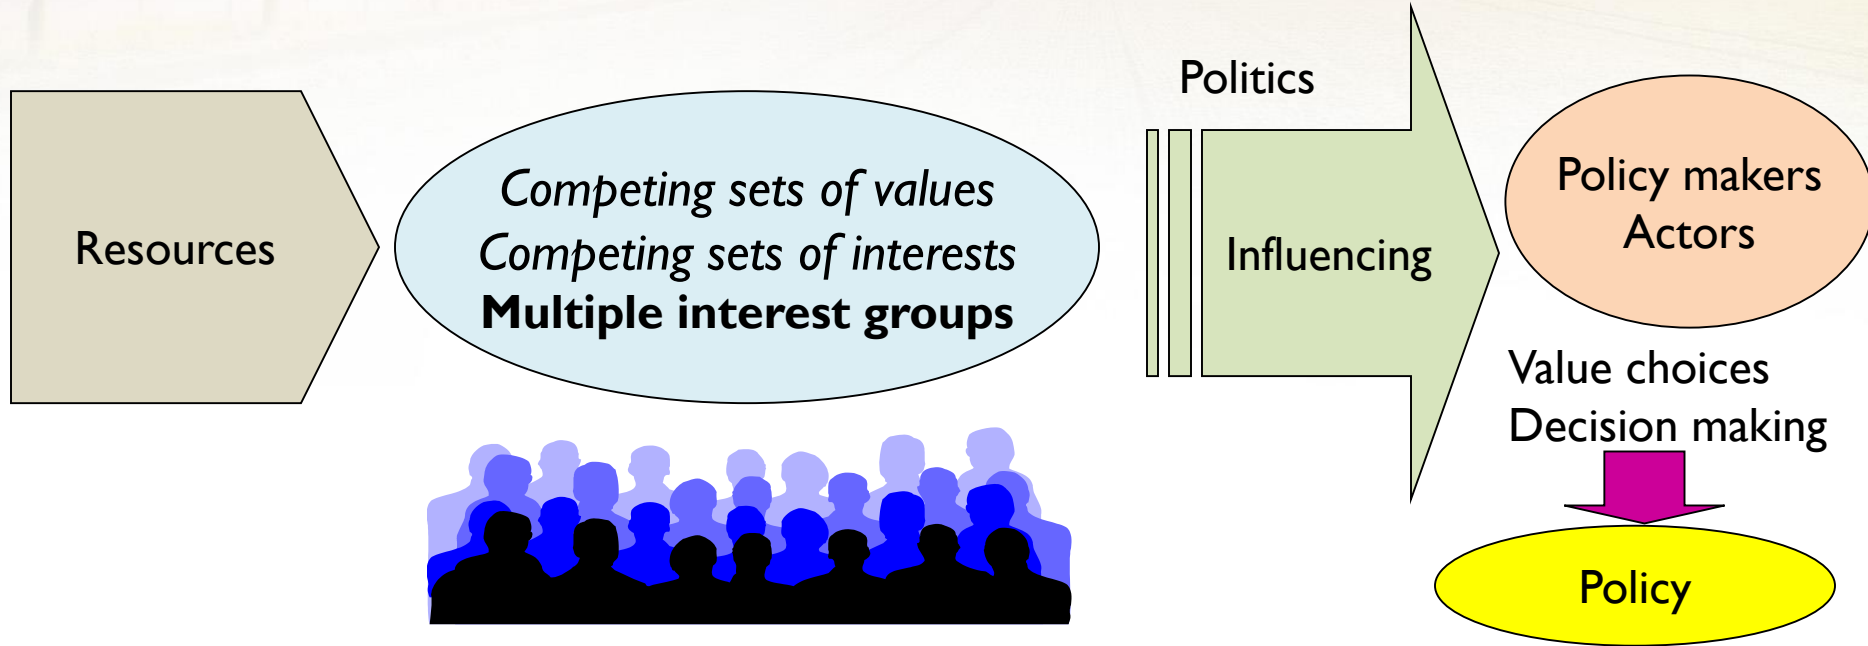 Resources
Competing sets of values
Competing sets of interests
Multiple interest groups
Politics
Influencing
Policy makers
Actors
Value choices
Decision making
Policy